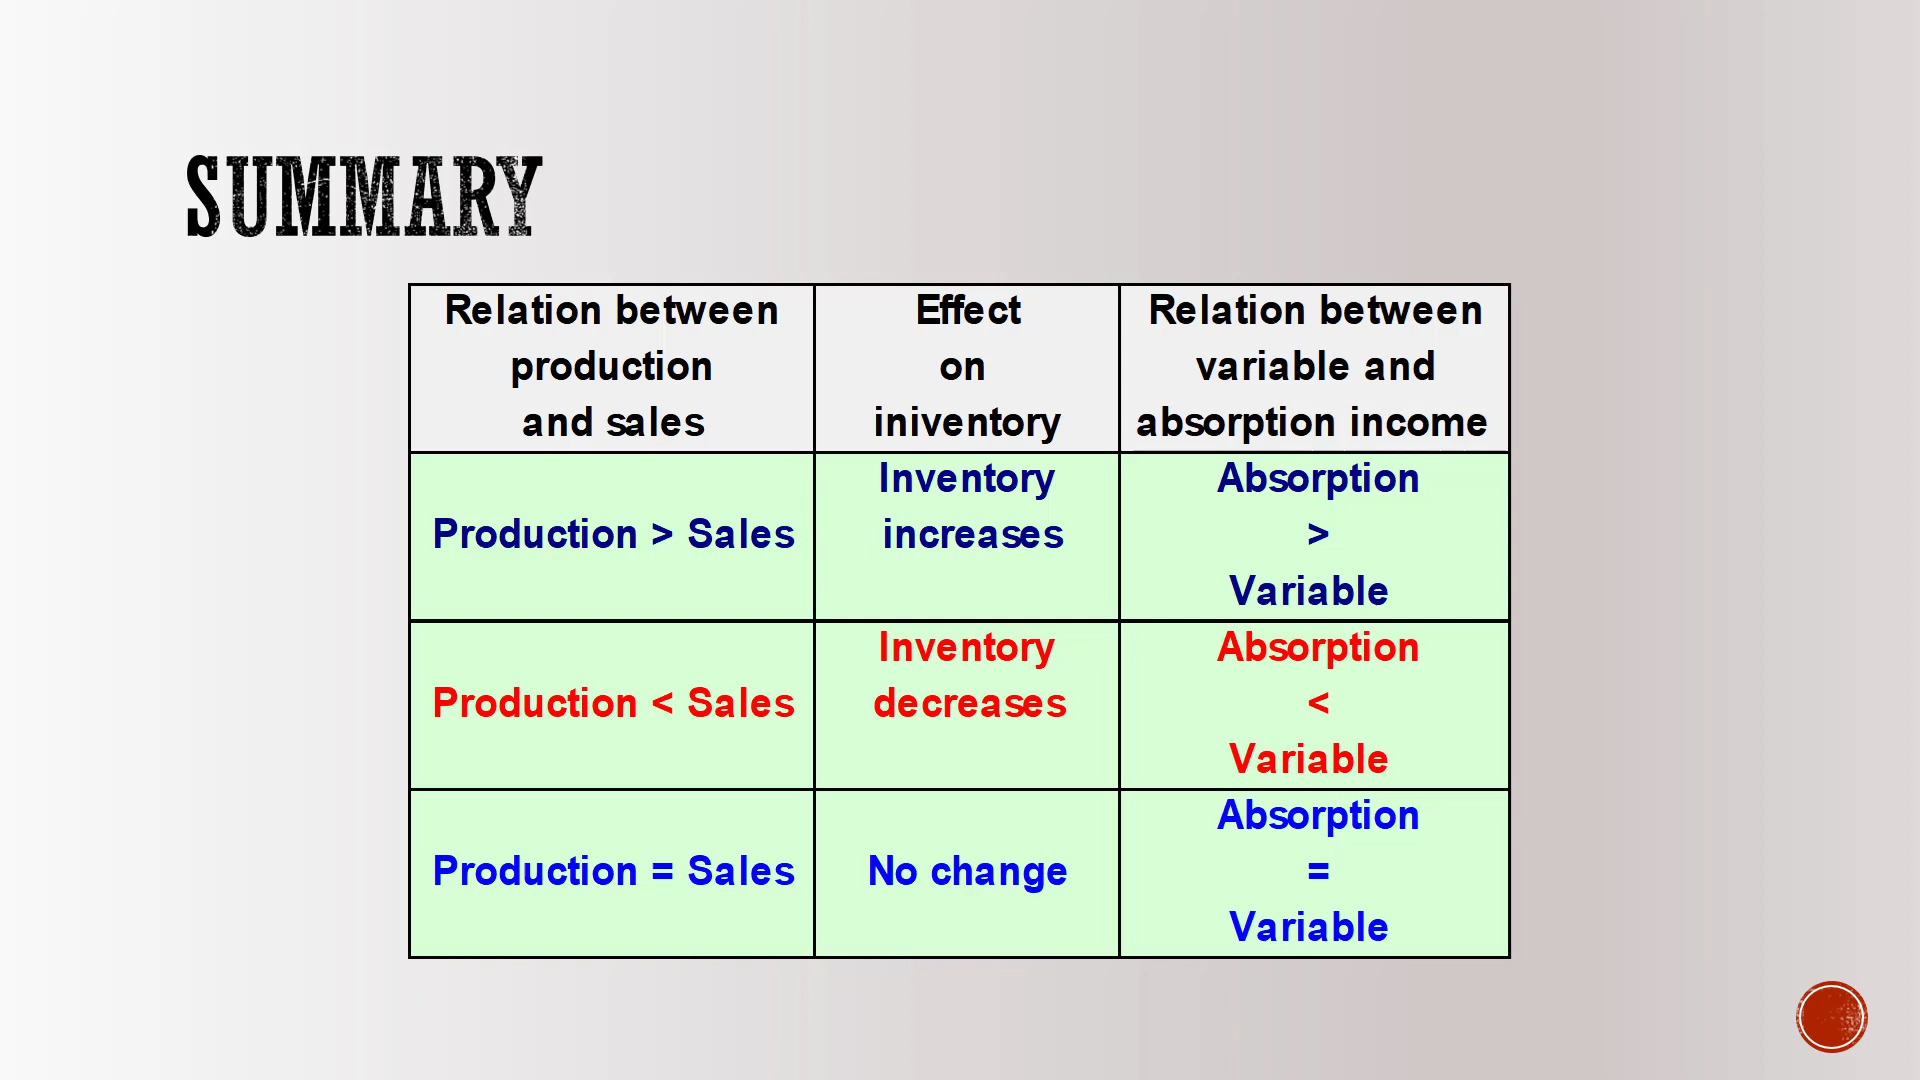 SUMMARY
Relation between
production
and sales
Effect
on
iniventory
Relation between
variable and
absorption income
Production > Sales
Inventory
increases
Absorption
>
Variable
Production < Sales
Inventory
decreases
Absorption
<
Variable
Production = Sales
No change
Absorption
=
Variable